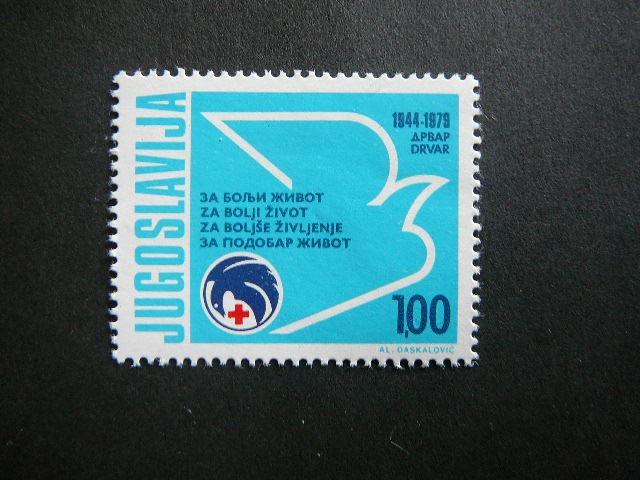 JUGOSLAVIJA
1944-1979
ДРВАР
DRVAR
ЗА БОЉИ ЖИВОТ
ZA BOLJI ŽIVOT
ZA BOLJŠE ŽIVLJENJE
ЗА ПОДОБАР ЖИВОТ
1,00
AL. DASKALOVIĆ